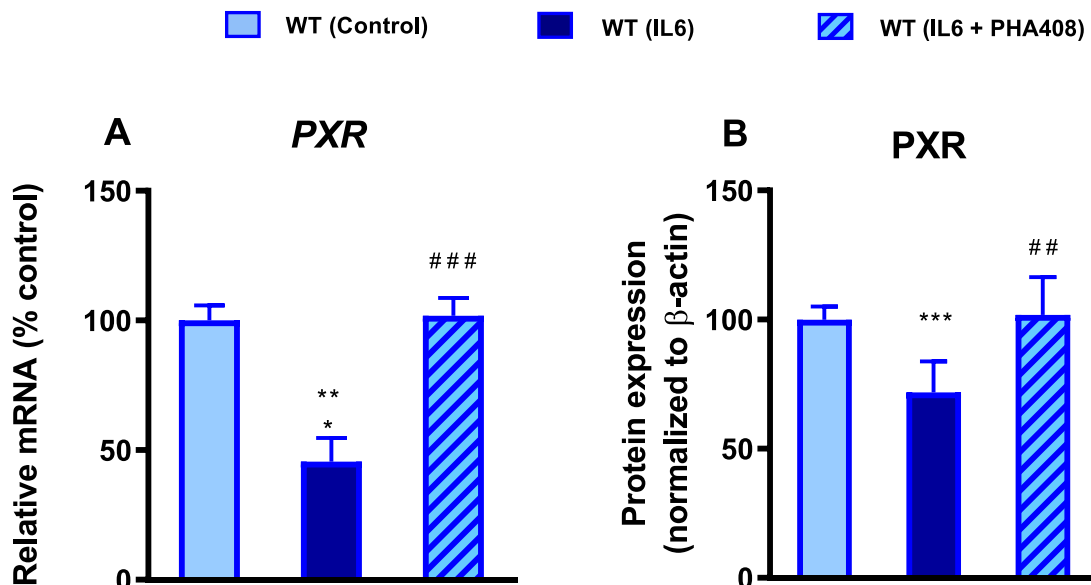 WT (Control) WT (IL6) WT (IL6 + PHA408)
A PXR
Relative mRNA (% control)
150
100
50
0
###
**
*
B PXR
Protein expression
(normalized to β-actin)
150
100
50
0
##
***